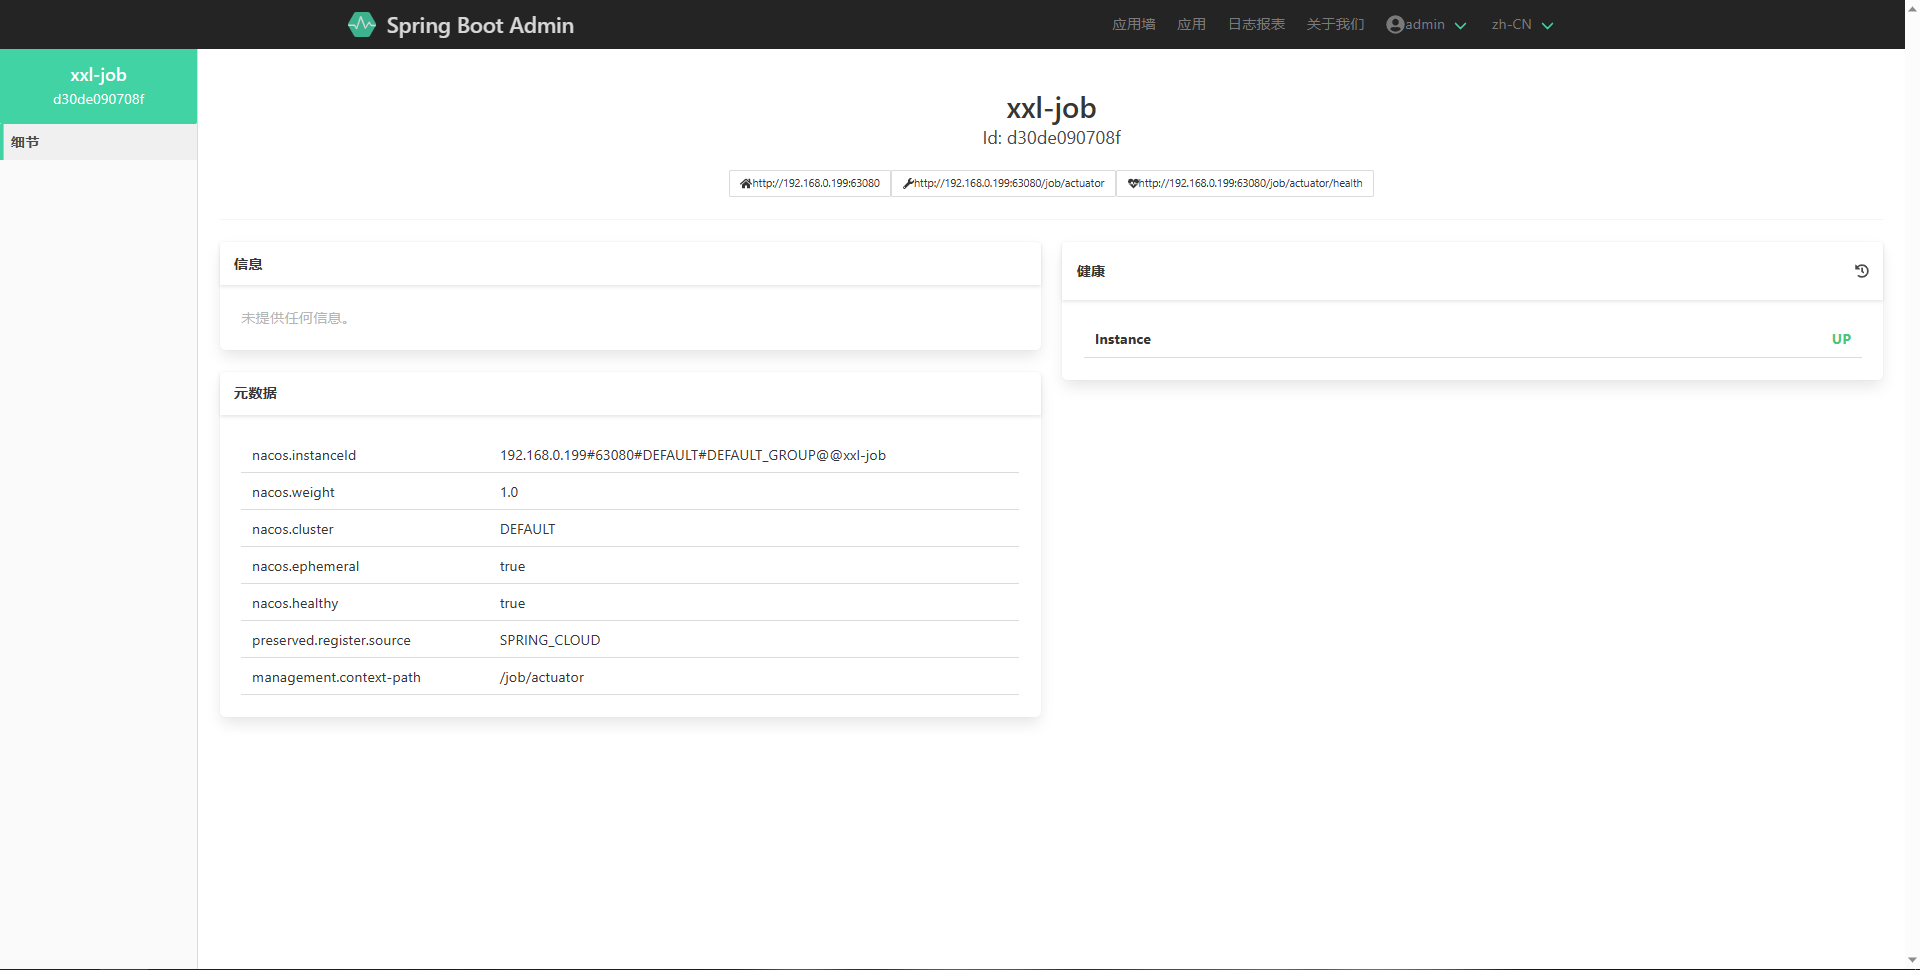 Spring Boot Admin
应用墙 应用 日志报表 关于我们 admin zh-CN
xxl-job
d30de090708f
细节
xxl-job
Id: d30de090708f
http://192.168.0.199:63080 http://192.168.0.199:63080/job/actuator http://192.168.0.199:63080/job/actuator/health
信息
未提供任何信息。
元数据
nacos.instanceId 192.168.0.199#63080#DEFAULT#DEFAULT_GROUP@@xxl-job
nacos.weight 1.0
nacos.cluster DEFAULT
nacos.ephemeral true
nacos.healthy true
preserved.register.source SPRING_CLOUD
management.context-path /job/actuator
健康
Instance UP